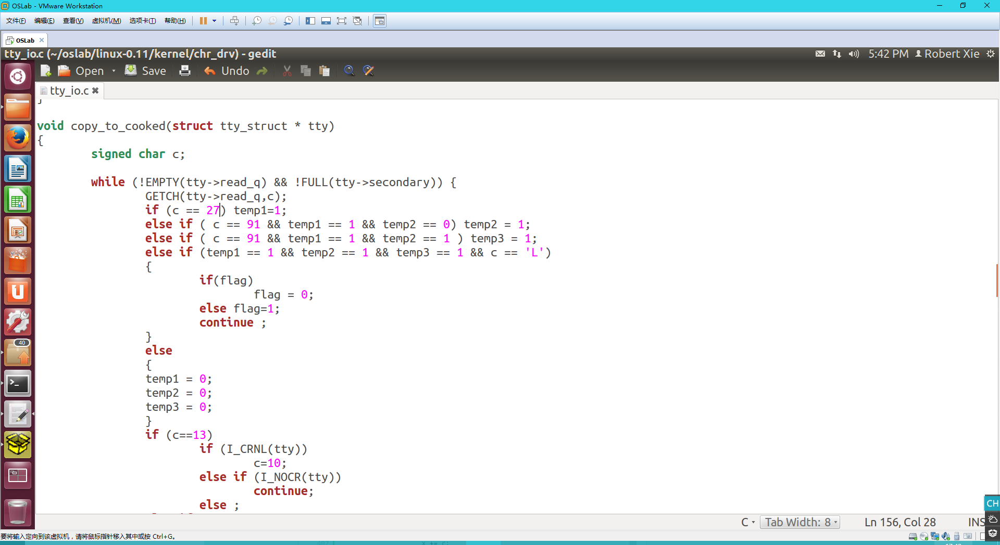 OSLab - VMware Workstation
文件(F) 编辑(E) 查看(V) 虚拟机(M) 选项卡(T) 帮助(H)
OSLab
tty_io.c (~/oslab/linux-0.11/kernel/chr_drv) - gedit
5:42 PM Robert Xie
Open Save Undo
tty_io.c
}
void copy_to_cooked(struct tty_struct * tty)
{
signed char c;
while (!EMPTY(tty->read_q) && !FULL(tty->secondary)) {
GETCH(tty->read_q,c);
if (c == 27) temp1=1;
else if ( c == 91 && temp1 == 1 && temp2 == 0) temp2 = 1;
else if ( c == 91 && temp1 == 1 && temp2 == 1 ) temp3 = 1;
else if (temp1 == 1 && temp2 == 1 && temp3 == 1 && c == 'L')
{
if(flag)
flag = 0;
else flag=1;
continue ;
}
else
{
temp1 = 0;
temp2 = 0;
temp3 = 0;
}
if (c==13)
if (I_CRNL(tty))
c=10;
else if (I_NOCR(tty))
continue;
else ;
40
CH
C Tab Width: 8 Ln 156, Col 28 INS
要将输入定向到该虚拟机，请将鼠标指针移入其中或按 Ctrl+G。